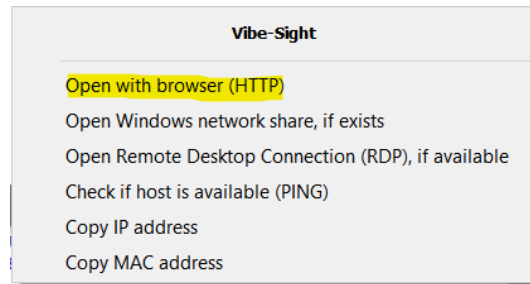 Vibe-Sight
Open with browser (HTTP)
Open Windows network share, if exists
Open Remote Desktop Connection (RDP), if available
Check if host is available (PING)
Copy IP address
Copy MAC address